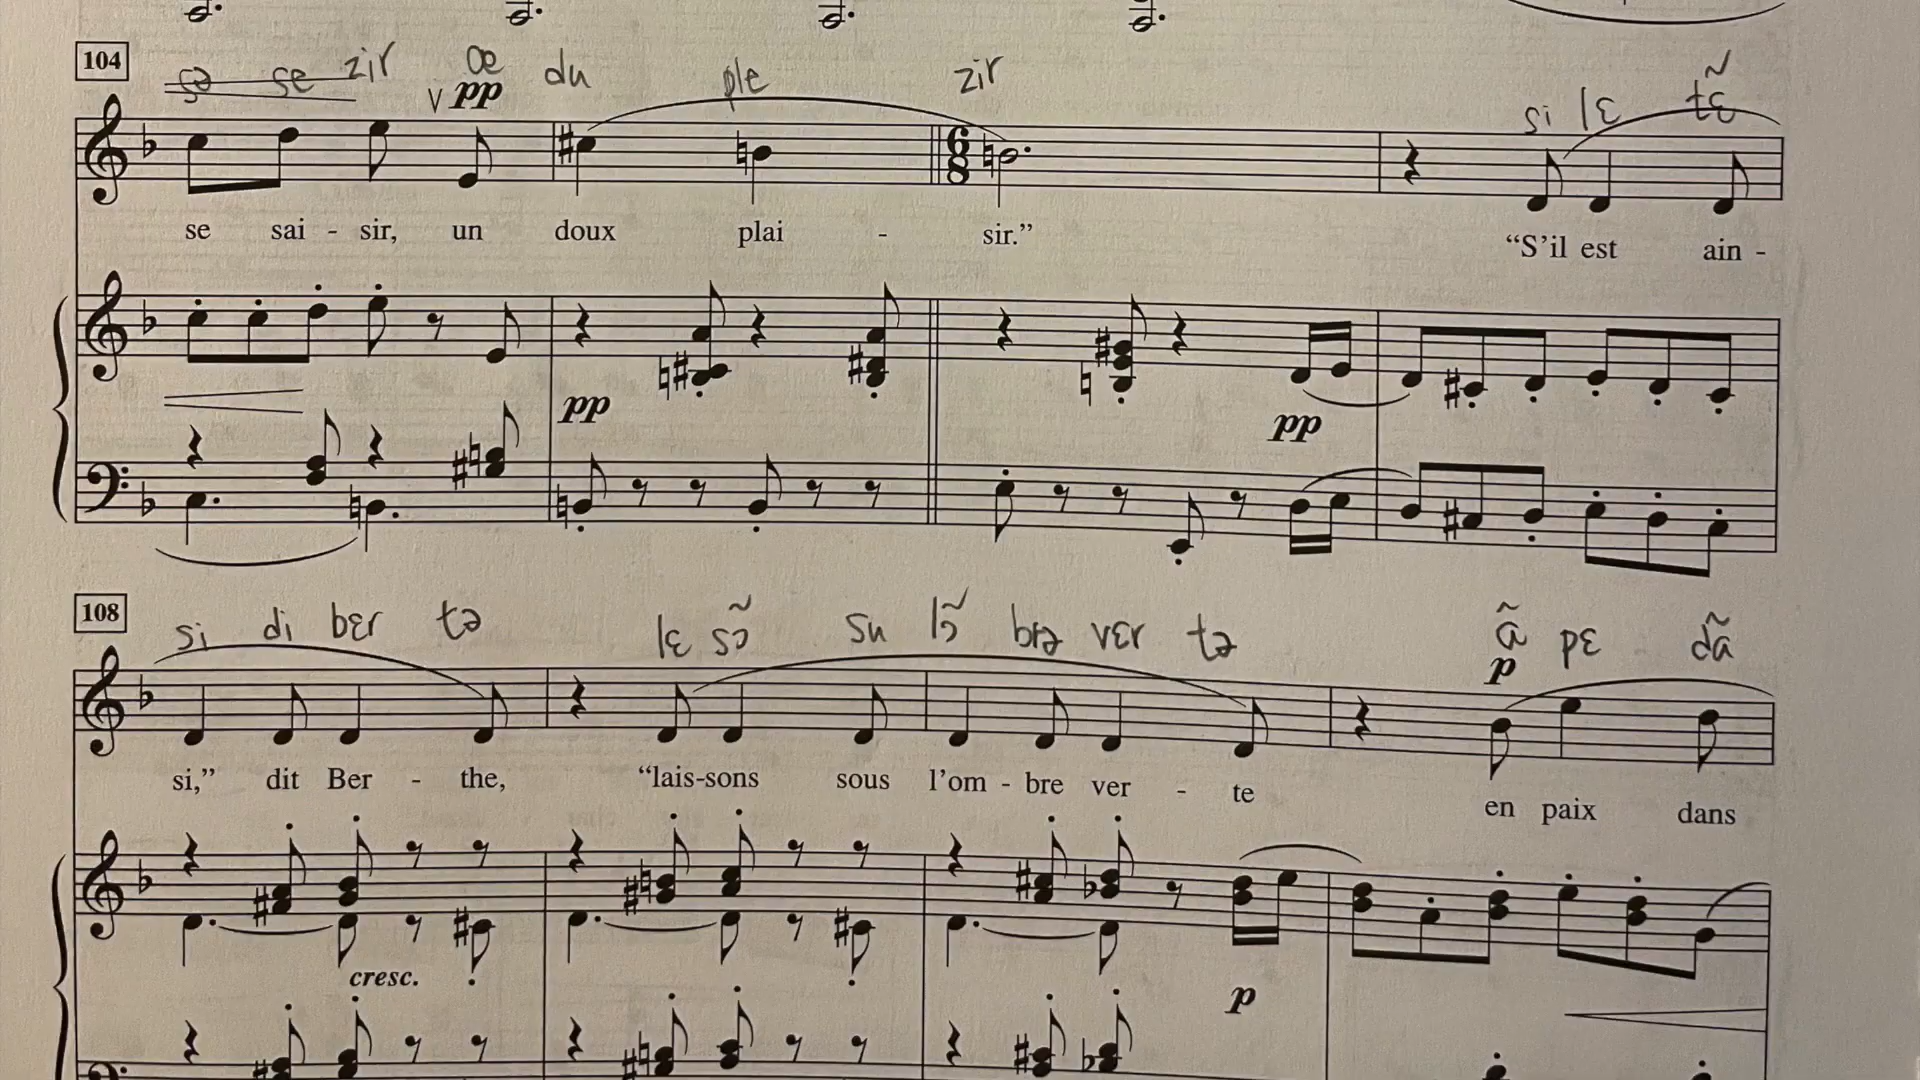 104
sə se zir œ du ple zir si lɛ tɛ̃
pp
se sai - sir, un doux plai - sir.” “S’il est ain -
6
8
pp pp
108
si di bɛr tə lɛ sɔ̃ su lɔ̃ brə vɛr tə ɑ̃ pɛ dɑ̃
p
si,” dit Ber - the, “lais-sons sous l’om - bre ver - te en paix dans
cresc.
p